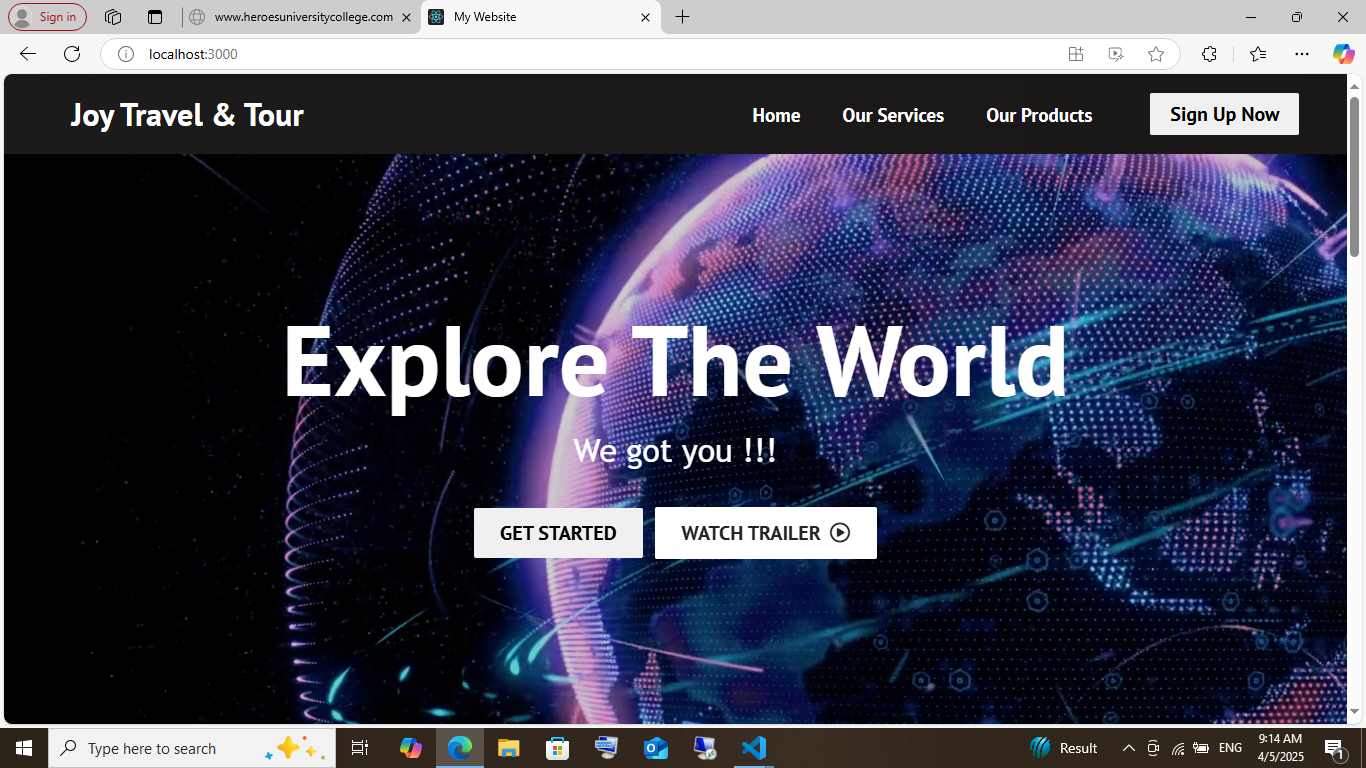 Sign in
www.heroesuniversitycollege.com
My Website
localhost:3000
Joy Travel & Tour
Home
Our Services
Our Products
Sign Up Now
Explore The World
We got you !!!
GET STARTED
WATCH TRAILER
Type here to search
Result
ENG
9:14 AM
4/5/2025
1